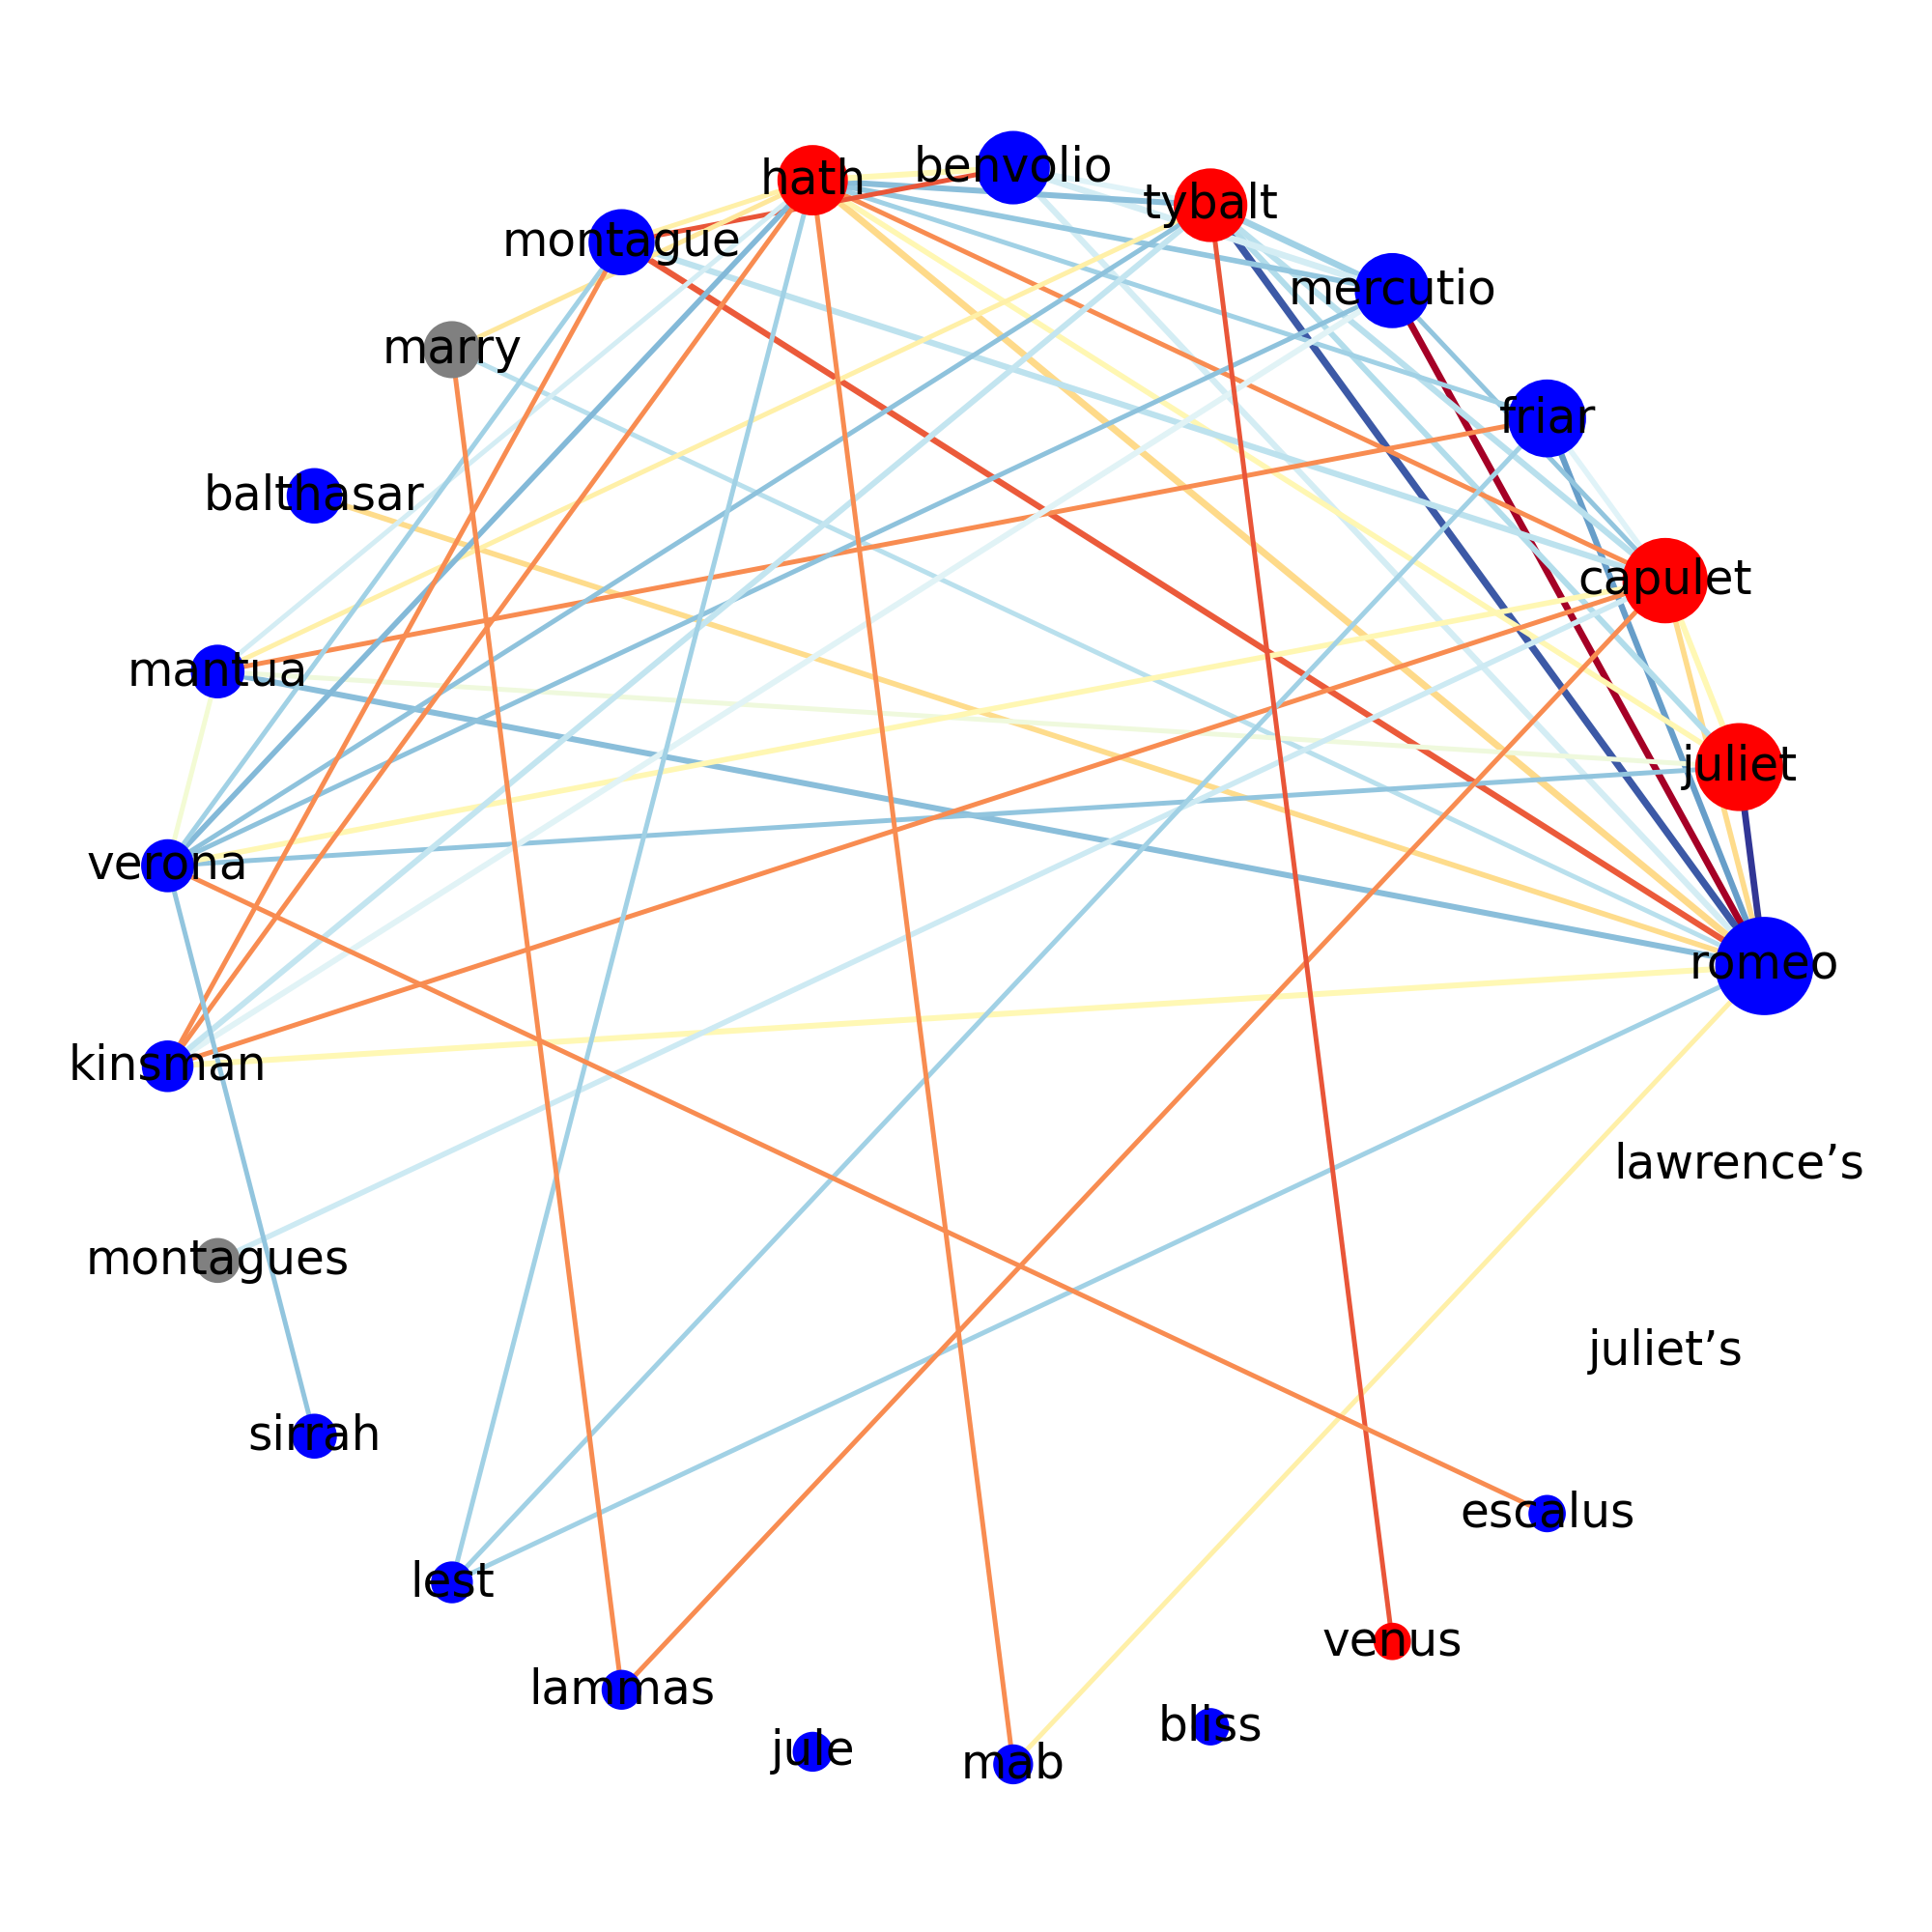 benvolio
hath
tybalt
montague
mercutio
marry
friar
balthasar
capulet
mantua
juliet
verona
romeo
kinsman
lawrence’s
montagues
juliet’s
sirrah
escalus
lest
venus
lammas
bliss
jule
mab